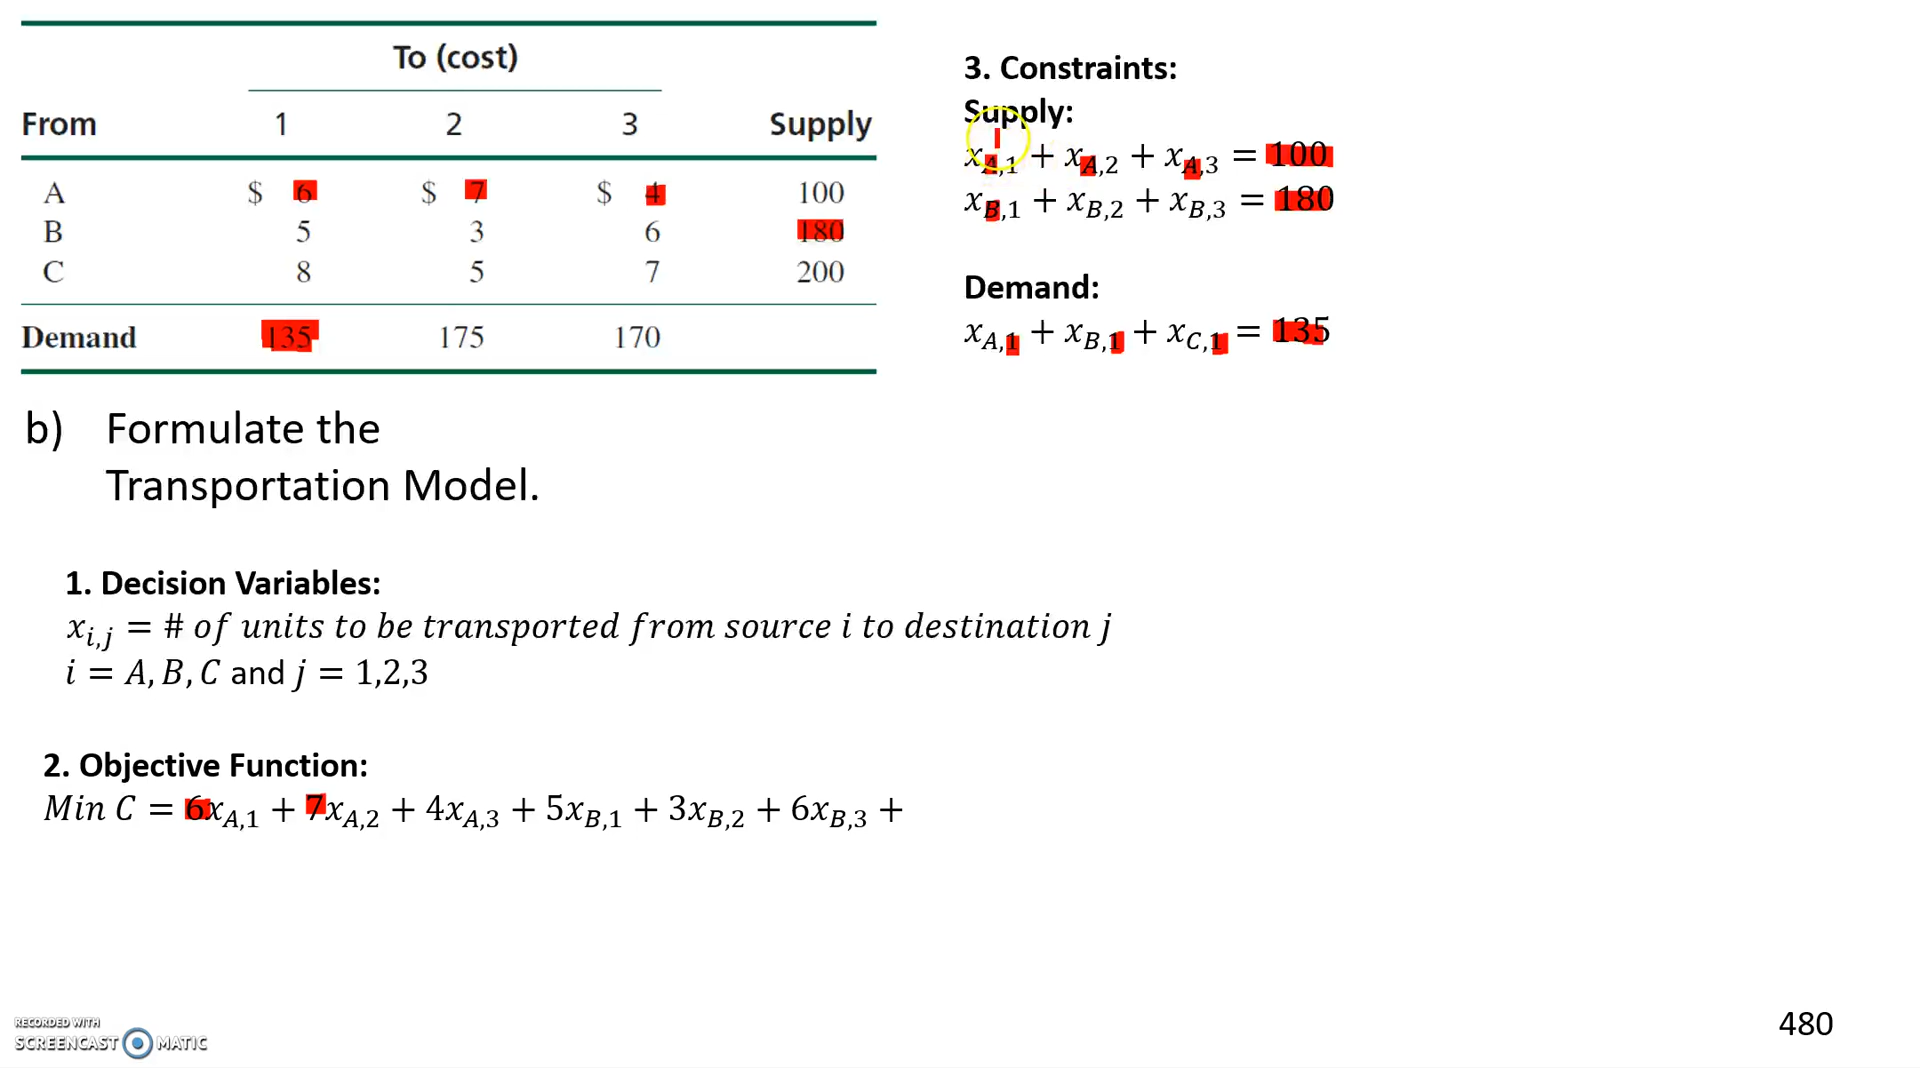 To (cost)
From 1 2 3 Supply
A $ 6 $ 7 $ 4 100
B 5 3 6 180
C 8 5 7 200
Demand 135 175 170
b) Formulate the
Transportation Model.
1. Decision Variables:
x_{i,j} = # of units to be transported from source i to destination j
i = A, B, C and j = 1,2,3
2. Objective Function:
Min C = 6x_{A,1} + 7x_{A,2} + 4x_{A,3} + 5x_{B,1} + 3x_{B,2} + 6x_{B,3} +
3. Constraints:
Supply:
x_{A,1} + x_{A,2} + x_{A,3} = 100
x_{B,1} + x_{B,2} + x_{B,3} = 180
Demand:
x_{A,1} + x_{B,1} + x_{C,1} = 135
RECORDED WITH
SCREENCAST MATIC
480